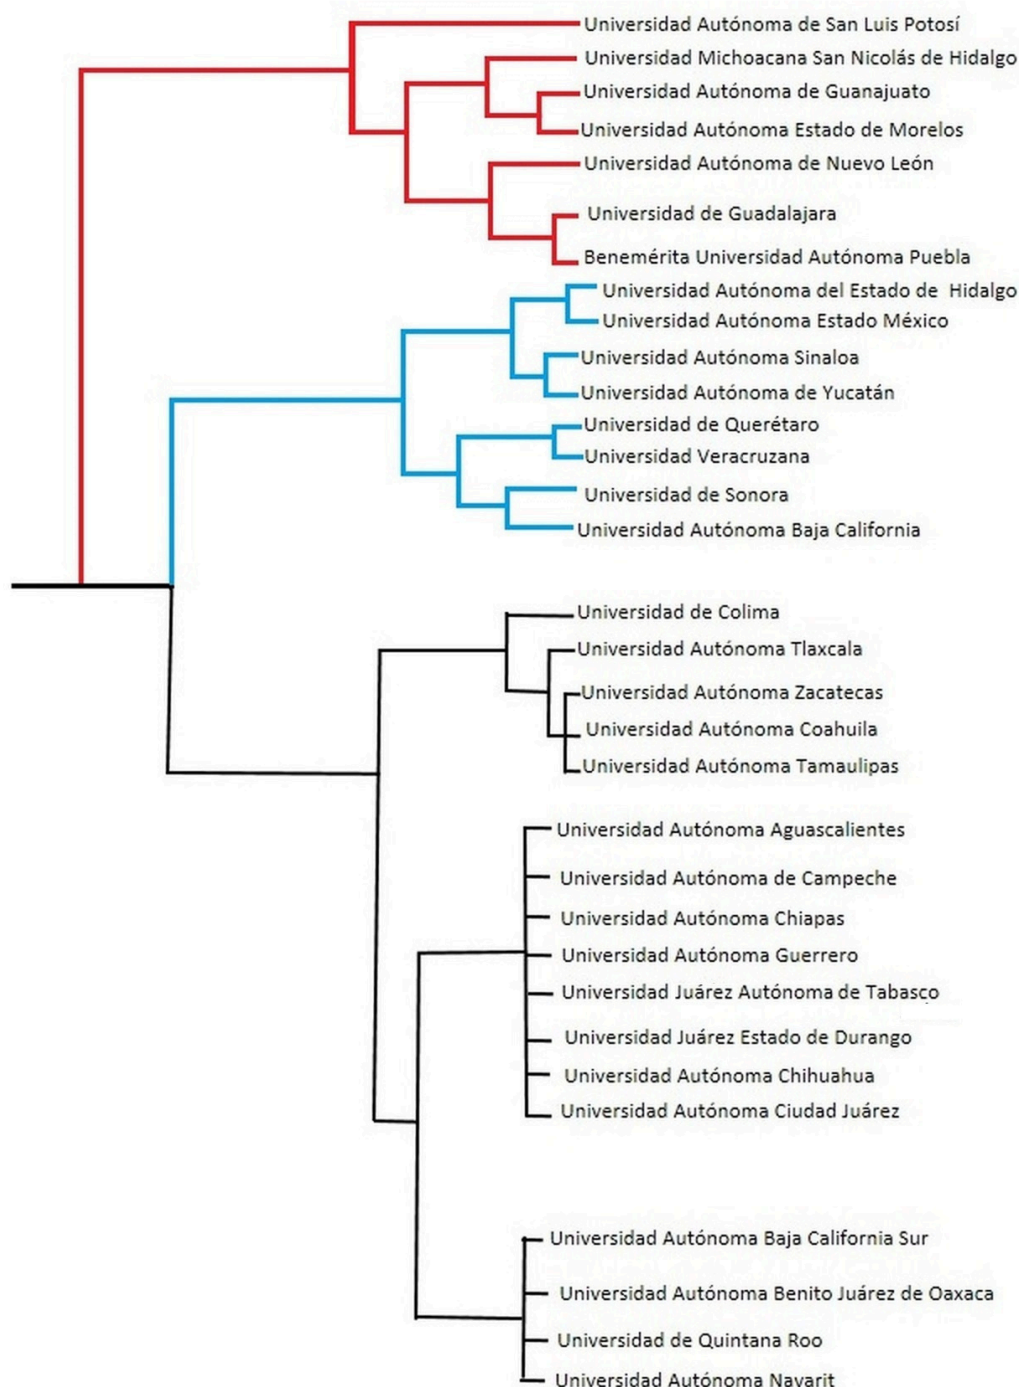 Universidad Autónoma de San Luis Potosí
Universidad Michoacana San Nicolás de Hidalgo
Universidad Autónoma de Guanajuato
Universidad Autónoma Estado de Morelos
Universidad Autónoma de Nuevo León
Universidad de Guadalajara
Benemérita Universidad Autónoma Puebla
Universidad Autónoma del Estado de Hidalgo
Universidad Autónoma Estado México
Universidad Autónoma Sinaloa
Universidad Autónoma de Yucatán
Universidad de Querétaro
Universidad Veracruzana
Universidad de Sonora
Universidad Autónoma Baja California
Universidad de Colima
Universidad Autónoma Tlaxcala
Universidad Autónoma Zacatecas
Universidad Autónoma Coahuila
Universidad Autónoma Tamaulipas
Universidad Autónoma Aguascalientes
Universidad Autónoma de Campeche
Universidad Autónoma Chiapas
Universidad Autónoma Guerrero
Universidad Juárez Autónoma de Tabasco
Universidad Juárez Estado de Durango
Universidad Autónoma Chihuahua
Universidad Autónoma Ciudad Juárez
Universidad Autónoma Baja California Sur
Universidad Autónoma Benito Juárez de Oaxaca
Universidad de Quintana Roo
Universidad Autónoma Nayarit